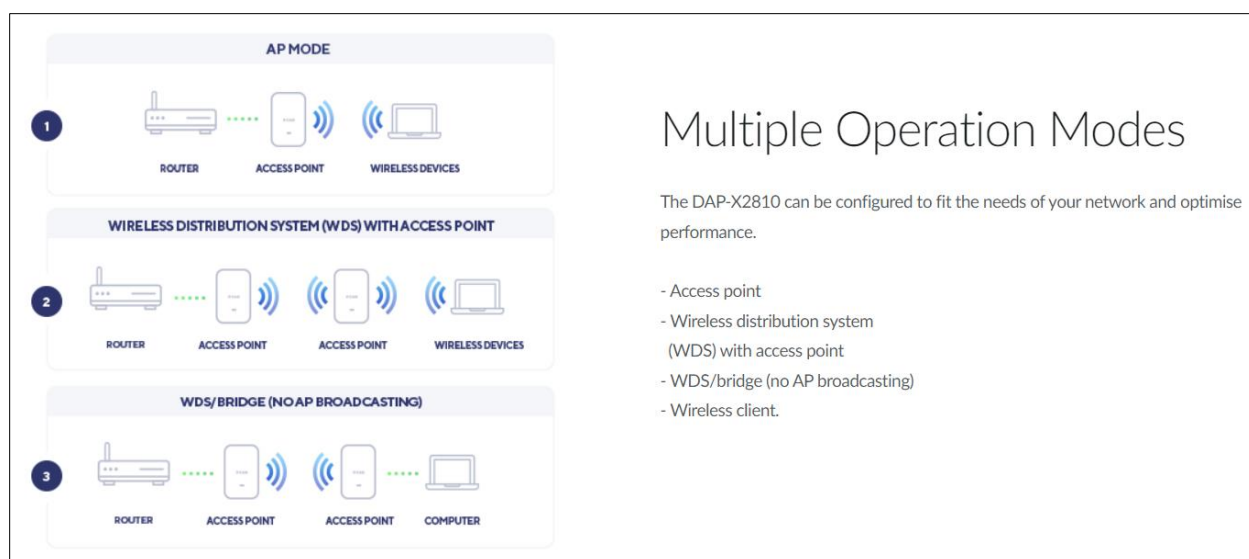 AP MODE
1
ROUTER
ACCESS POINT
WIRELESS DEVICES
WIRELESS DISTRIBUTION SYSTEM (WDS) WITH ACCESS POINT
2
ROUTER
ACCESS POINT
ACCESS POINT
WIRELESS DEVICES
WDS/BRIDGE (NO AP BROADCASTING)
3
ROUTER
ACCESS POINT
ACCESS POINT
COMPUTER
Multiple Operation Modes
The DAP-X2810 can be configured to fit the needs of your network and optimise
performance.
- Access point
- Wireless distribution system
(WDS) with access point
- WDS/bridge (no AP broadcasting)
- Wireless client.